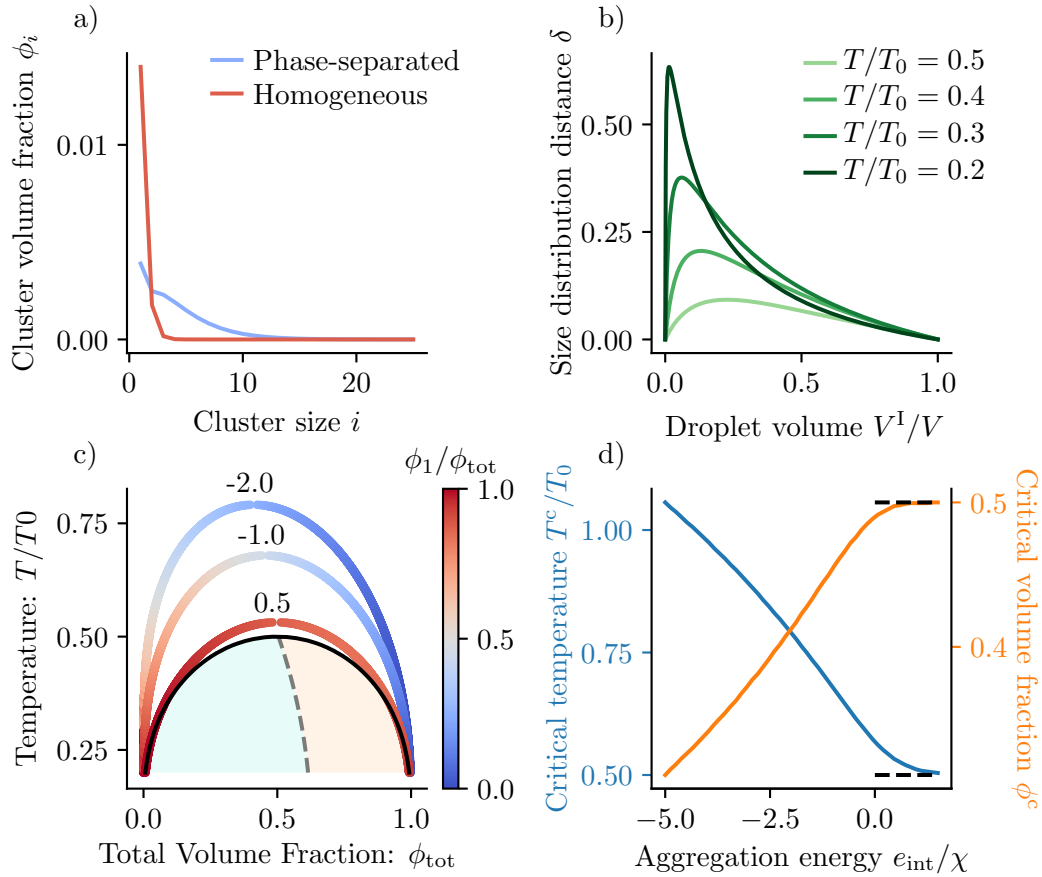 a)
Cluster volume fraction ϕᵢ
0.01
0.00
Phase-separated
Homogeneous
0
10
20
Cluster size i
b)
Size distribution distance δ
0.50
0.25
0.00
T/T₀ = 0.5
T/T₀ = 0.4
T/T₀ = 0.3
T/T₀ = 0.2
0.0
0.5
1.0
Droplet volume Vᴵ/V
c)
Temperature: T/T0
0.75
0.50
0.25
-2.0
-1.0
0.5
ϕ₁/ϕₜₒₜ
1.0
0.5
0.0
0.0
0.5
1.0
Total Volume Fraction: ϕₜₒₜ
d)
Critical temperature Tᶜ/T₀
1.00
0.75
0.50
0.5
0.4
Critical volume fraction ϕᶜ
−5.0
−2.5
0.0
Aggregation energy e_int/χ